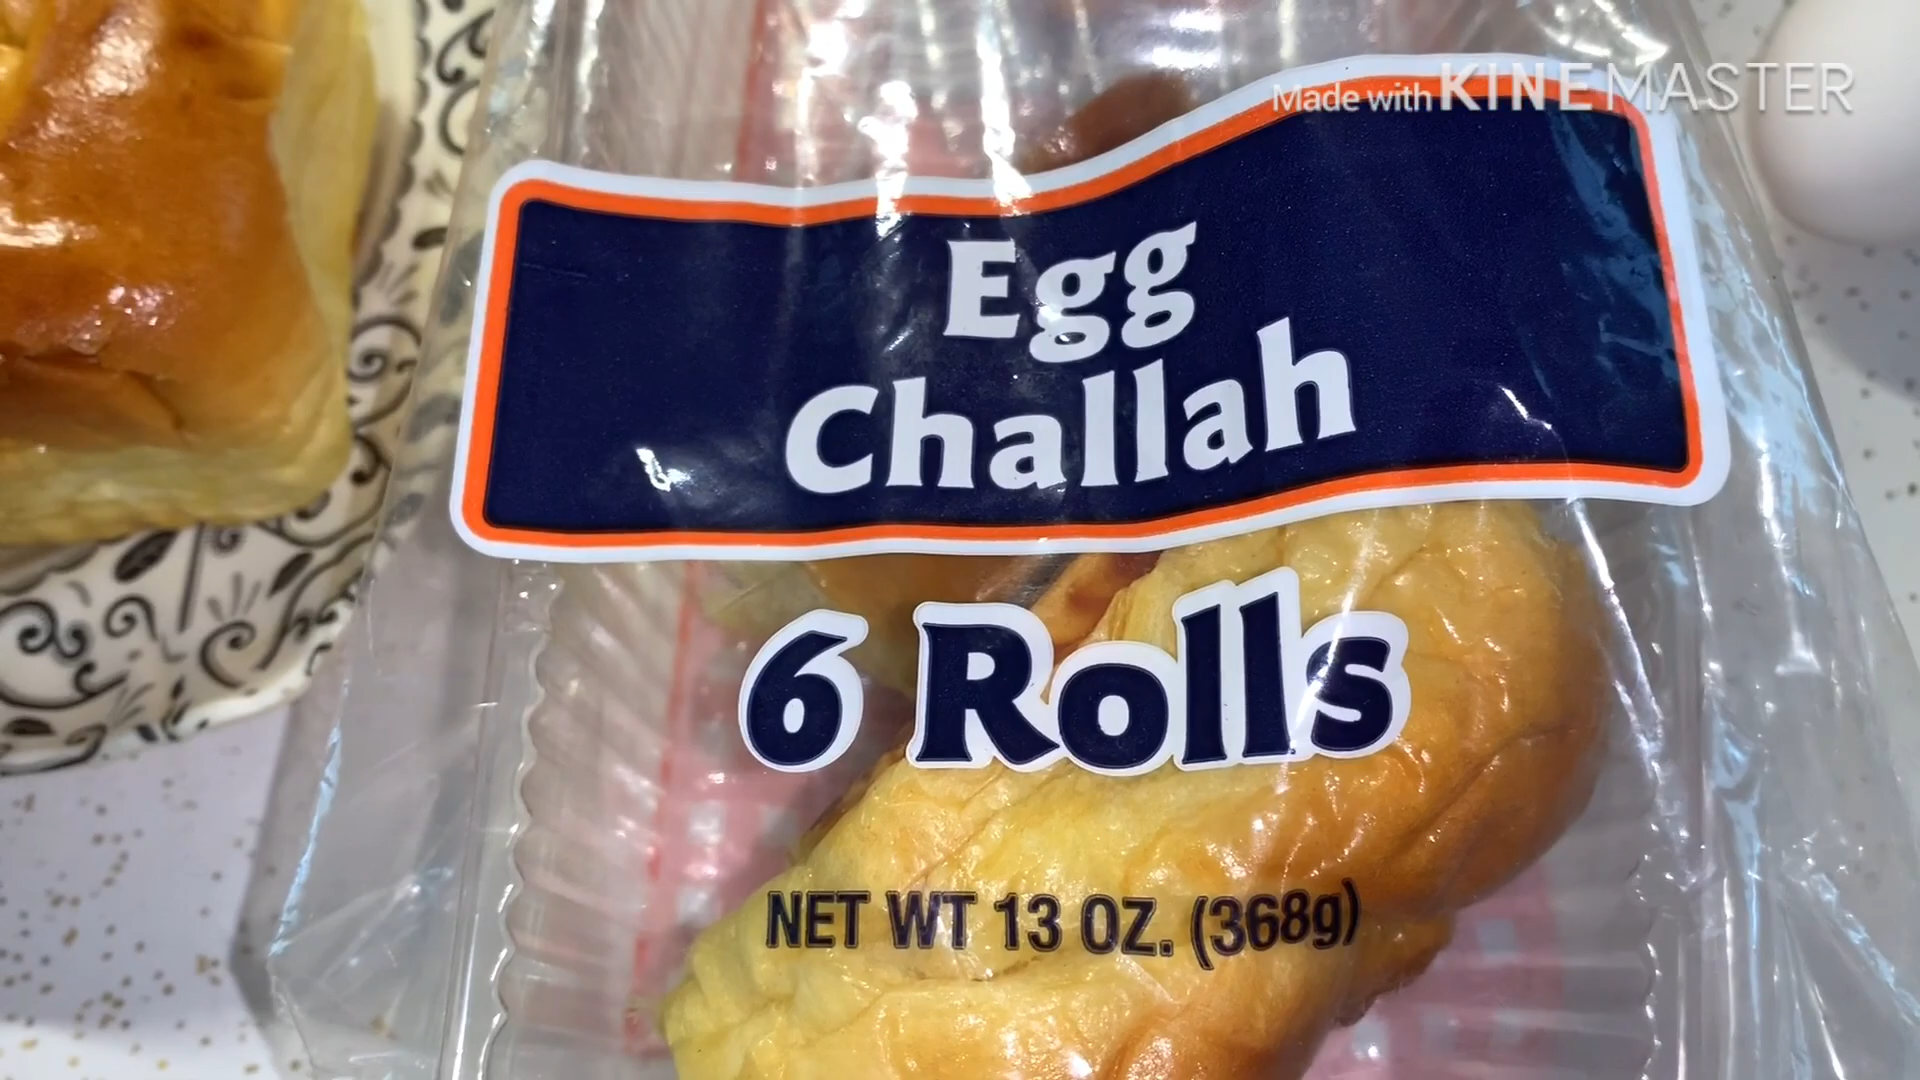 Made with KINEMASTER
Egg
Challah
6 Rolls
NET WT 13 OZ. (368g)